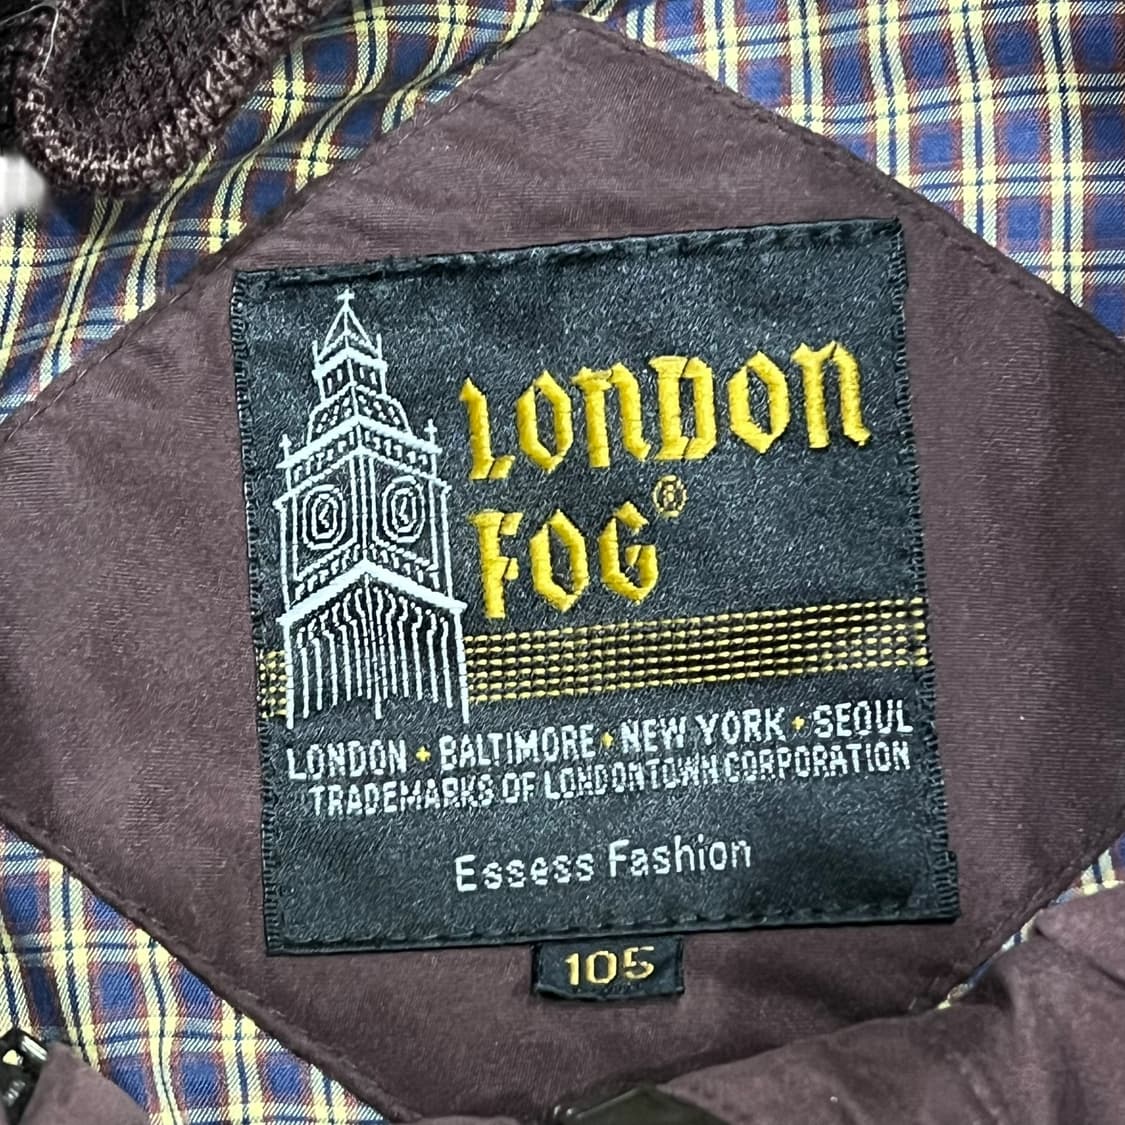 LONDON
FOG®
LONDON • BALTIMORE • NEW YORK • SEOUL
TRADEMARKS OF LONDONTOWN CORPORATION
Essess Fashion
105